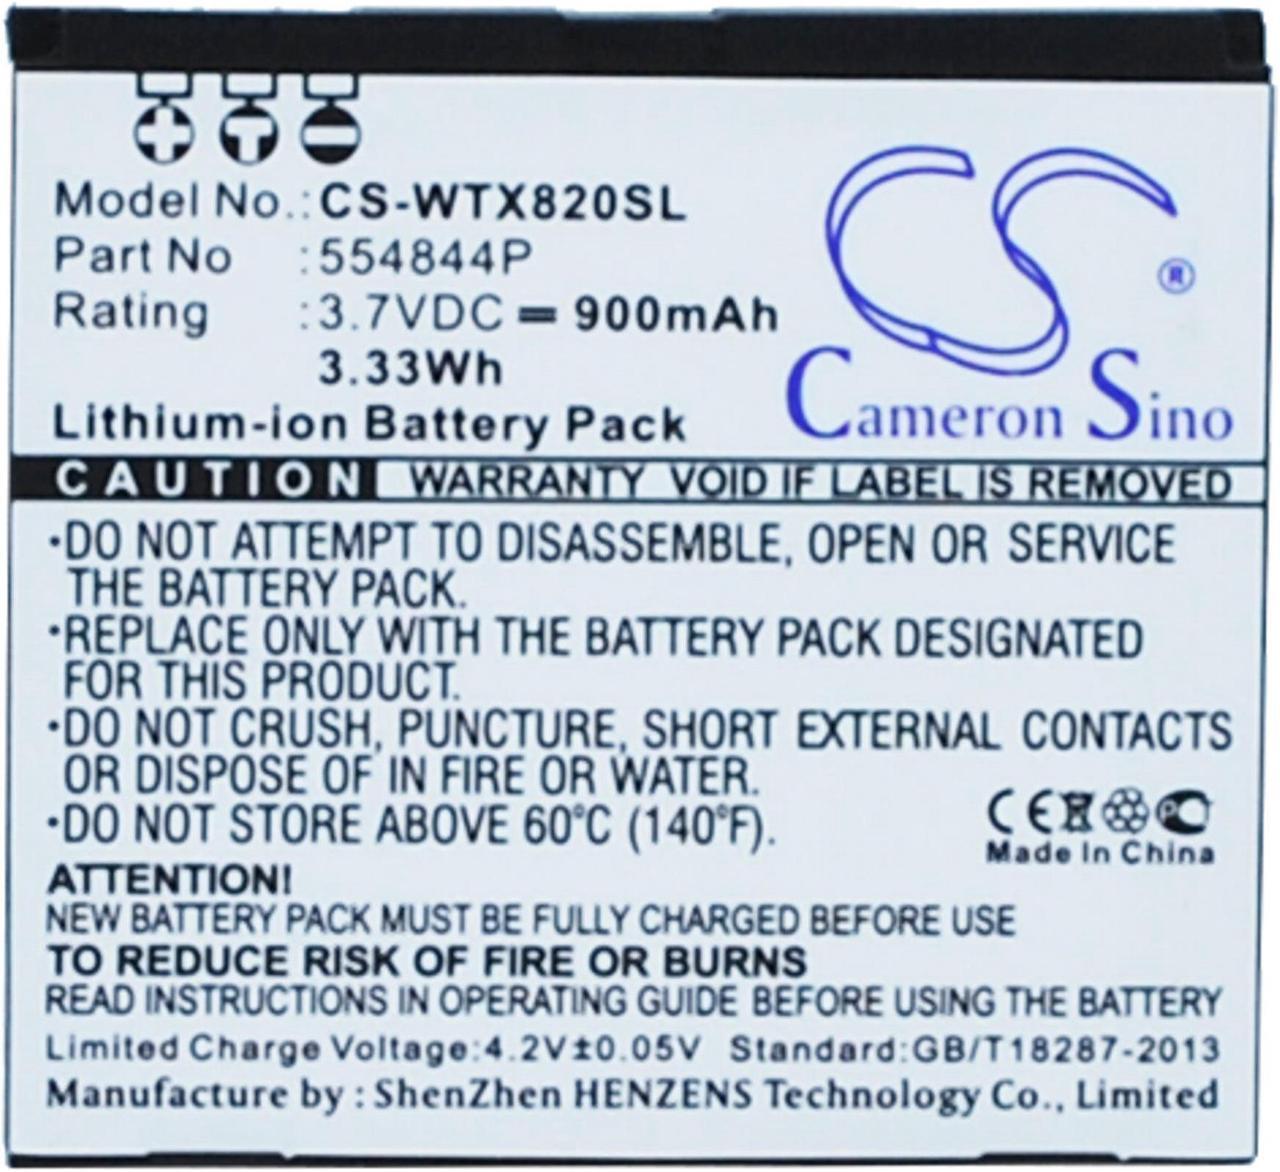 Model No.:CS-WTX820SL
Part No :554844P
Rating :3.7VDC ═ 900mAh
3.33Wh
Lithium-ion Battery Pack
CS®
Cameron Sino
CAUTION WARRANTY VOID IF LABEL IS REMOVED
·DO NOT ATTEMPT TO DISASSEMBLE, OPEN OR SERVICE
THE BATTERY PACK.
·REPLACE ONLY WITH THE BATTERY PACK DESIGNATED
FOR THIS PRODUCT.
·DO NOT CRUSH, PUNCTURE, SHORT EXTERNAL CONTACTS
OR DISPOSE OF IN FIRE OR WATER.
·DO NOT STORE ABOVE 60°C (140°F).
CE
Made In China
ATTENTION!
NEW BATTERY PACK MUST BE FULLY CHARGED BEFORE USE
TO REDUCE RISK OF FIRE OR BURNS
READ INSTRUCTIONS IN OPERATING GUIDE BEFORE USING THE BATTERY
Limited Charge Voltage:4.2V±0.05V Standard:GB/T18287-2013
Manufacture by : ShenZhen HENZENS Technology Co., Limited